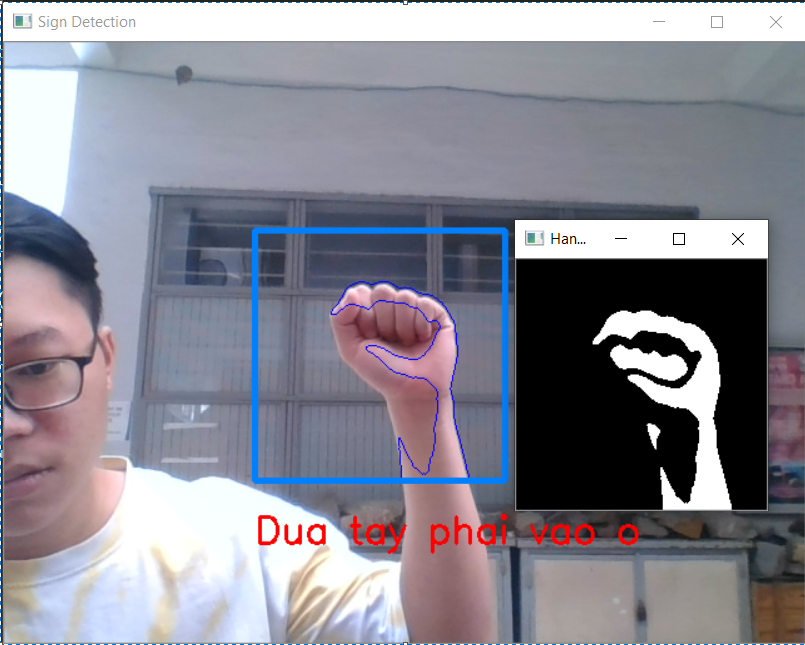 Sign Detection
Han...
Dua tay phai vao o